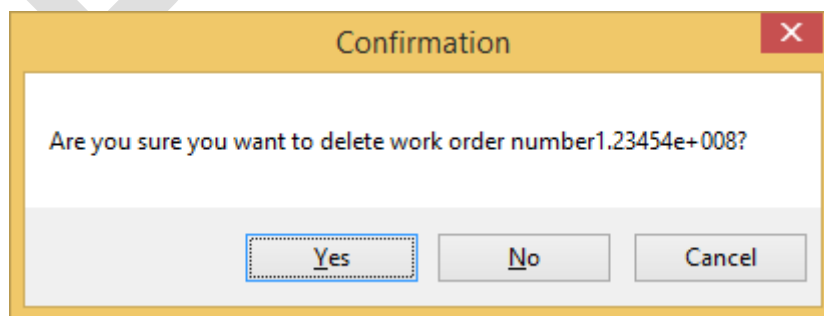 Confirmation
Are you sure you want to delete work order number1.23454e+008?
Yes
No
Cancel